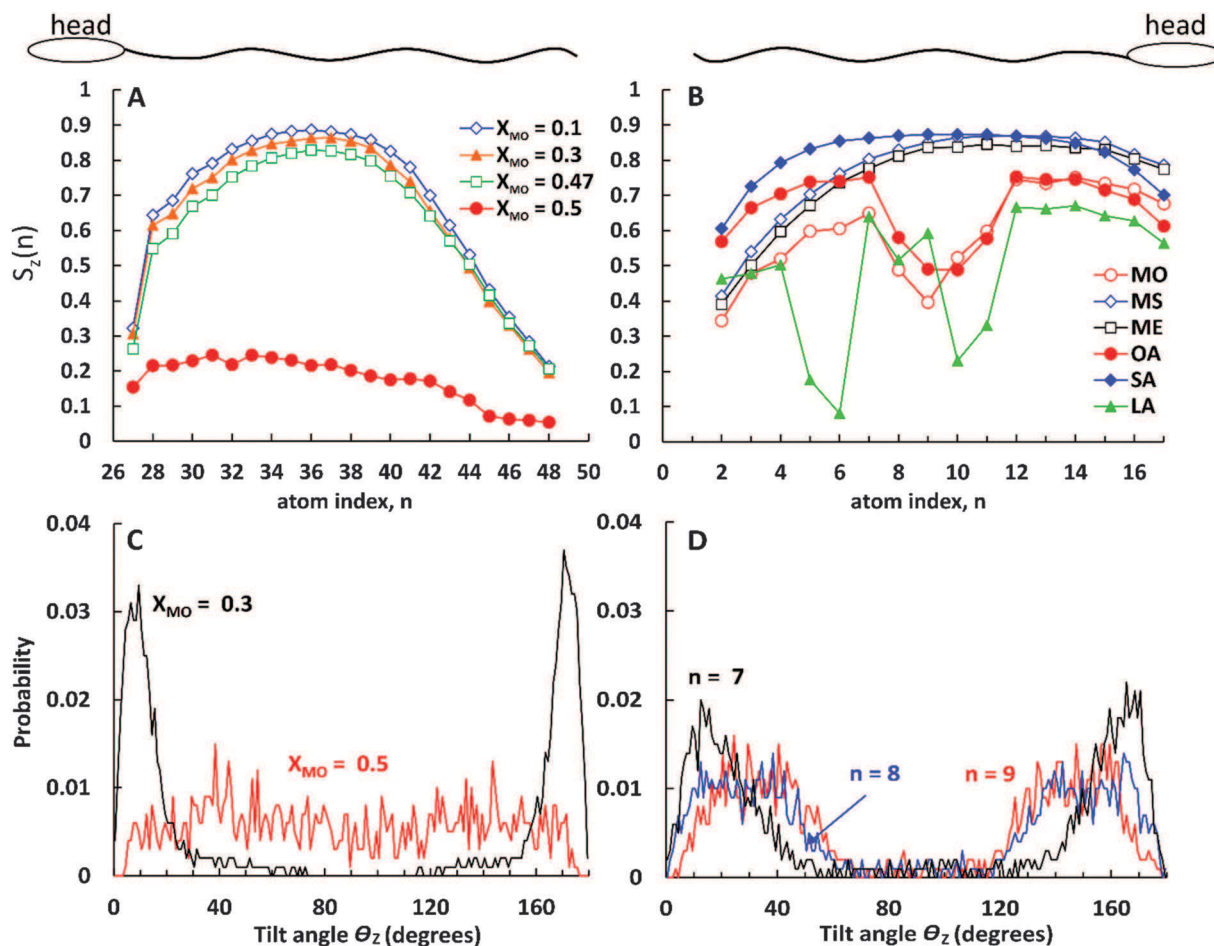 head
head
A
X_MO = 0.1
X_MO = 0.3
X_MO = 0.47
X_MO = 0.5
1
0.9
0.8
0.7
0.6
0.5
0.4
0.3
0.2
0.1
0
S_z(n)
26 28 30 32 34 36 38 40 42 44 46 48 50
atom index, n
B
MO
MS
ME
OA
SA
LA
1
0.9
0.8
0.7
0.6
0.5
0.4
0.3
0.2
0.1
0
2 4 6 8 10 12 14 16
atom index, n
C
X_MO = 0.3
X_MO = 0.5
0.04
0.03
0.02
0.01
0
Probability
0 40 80 120 160
Tilt angle Θ_Z (degrees)
D
n = 7
n = 8
n = 9
0.04
0.03
0.02
0.01
0
0 40 80 120 160
Tilt angle Θ_Z (degrees)